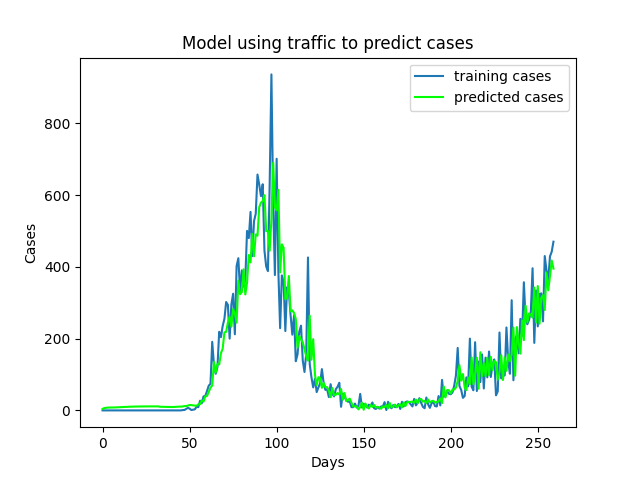 Model using traffic to predict cases
training cases
predicted cases
800
600
400
200
0
Cases
0 50 100 150 200 250
Days